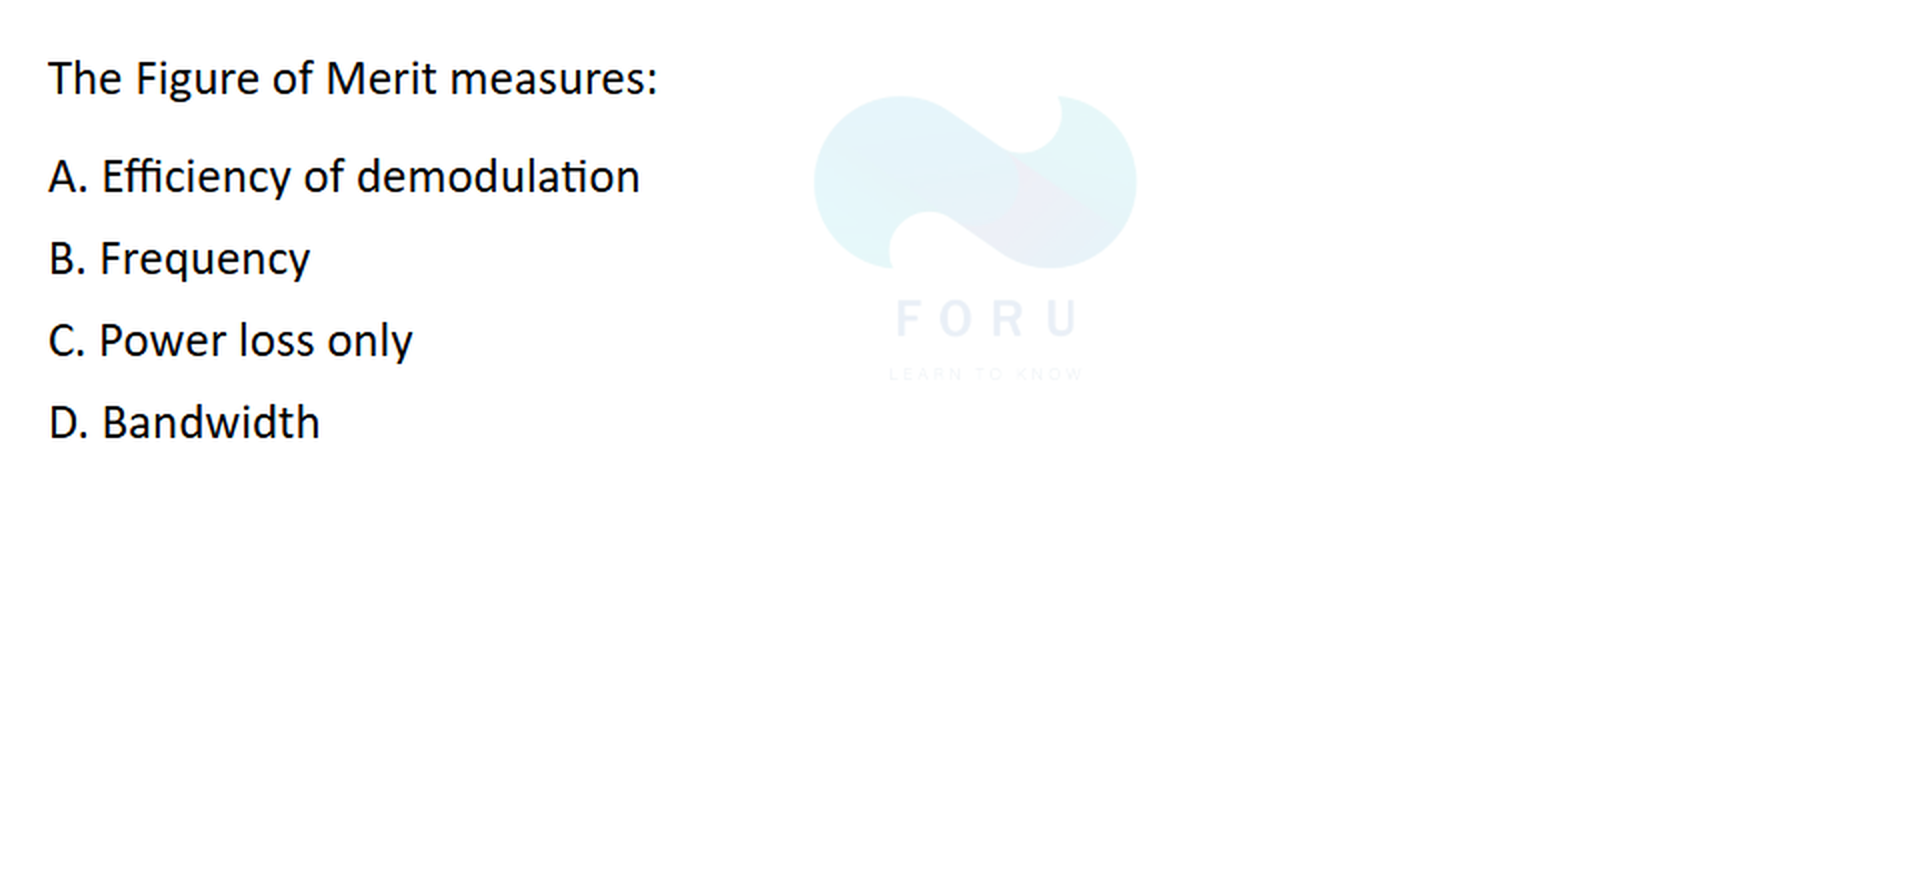 The Figure of Merit measures:
A. Efficiency of demodulation
B. Frequency
C. Power loss only
D. Bandwidth
FORU
LEARN TO KNOW